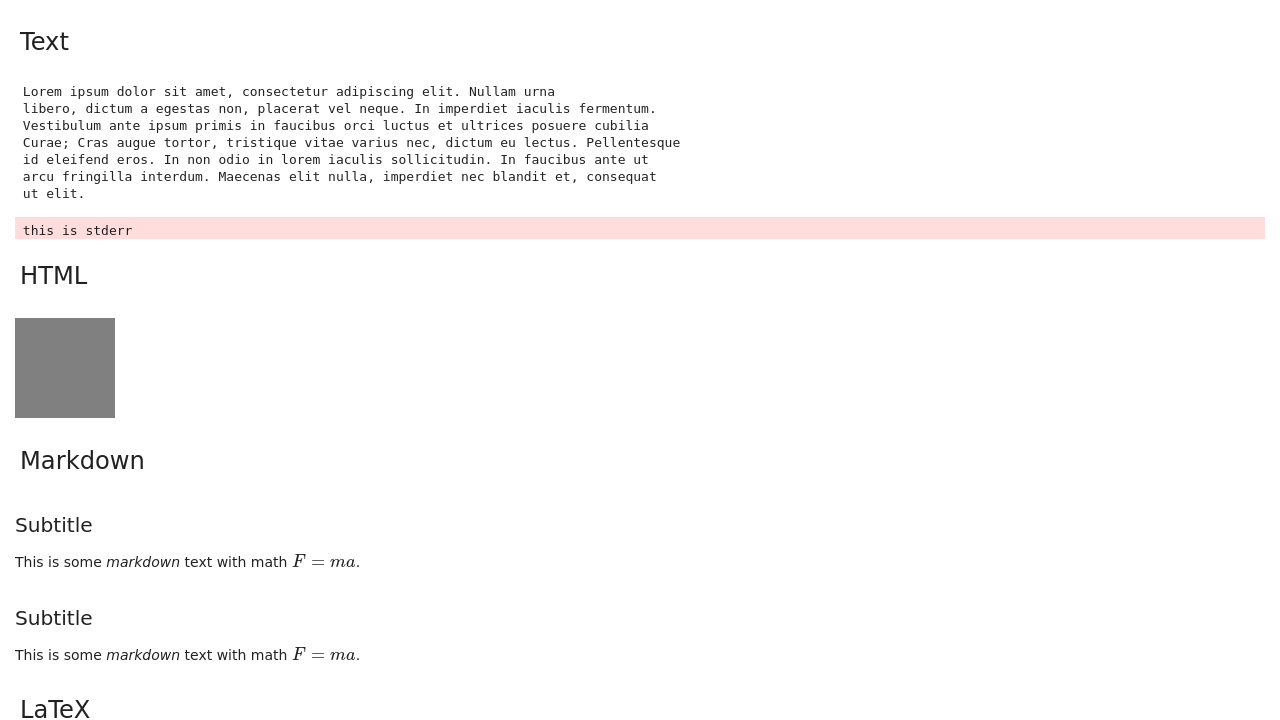 Text
Lorem ipsum dolor sit amet, consectetur adipiscing elit. Nullam urna
libero, dictum a egestas non, placerat vel neque. In imperdiet iaculis fermentum.
Vestibulum ante ipsum primis in faucibus orci luctus et ultrices posuere cubilia
Curae; Cras augue tortor, tristique vitae varius nec, dictum eu lectus. Pellentesque
id eleifend eros. In non odio in lorem iaculis sollicitudin. In faucibus ante ut
arcu fringilla interdum. Maecenas elit nulla, imperdiet nec blandit et, consequat
ut elit.
this is stderr
HTML
Markdown
Subtitle
This is some markdown text with math F = ma.
Subtitle
This is some markdown text with math F = ma.
LaTeX